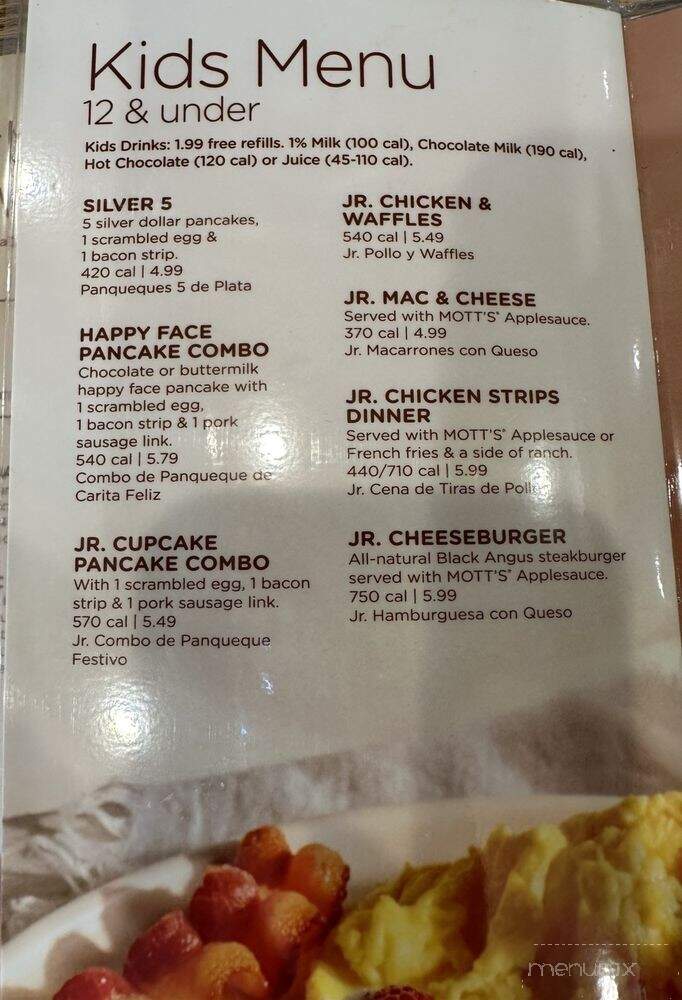 Kids Menu
12 & under
Kids Drinks: 1.99 free refills. 1% Milk (100 cal), Chocolate Milk (190 cal),
Hot Chocolate (120 cal) or Juice (45-110 cal).
SILVER 5
5 silver dollar pancakes,
1 scrambled egg &
1 bacon strip.
420 cal | 4.99
Panqueques 5 de Plata
HAPPY FACE
PANCAKE COMBO
Chocolate or buttermilk
happy face pancake with
1 scrambled egg,
1 bacon strip & 1 pork
sausage link.
540 cal | 5.79
Combo de Panqueque de
Carita Feliz
JR. CUPCAKE
PANCAKE COMBO
With 1 scrambled egg, 1 bacon
strip & 1 pork sausage link.
570 cal | 5.49
Jr. Combo de Panqueque
Festivo
JR. CHICKEN &
WAFFLES
540 cal | 5.49
Jr. Pollo y Waffles
JR. MAC & CHEESE
Served with MOTT'S® Applesauce.
370 cal | 4.99
Jr. Macarrones con Queso
JR. CHICKEN STRIPS
DINNER
Served with MOTT'S® Applesauce or
French fries & a side of ranch.
440/710 cal | 5.99
Jr. Cena de Tiras de Pollo
JR. CHEESEBURGER
All-natural Black Angus steakburger
served with MOTT'S® Applesauce.
750 cal | 5.99
Jr. Hamburguesa con Queso
menupix